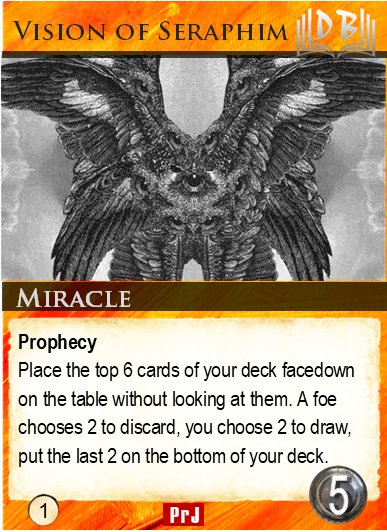 Vision of Seraphim DB
Miracle
Prophecy
Place the top 6 cards of your deck facedown
on the table without looking at them. A foe
chooses 2 to discard, you choose 2 to draw,
put the last 2 on the bottom of your deck.
5
1
PrJ